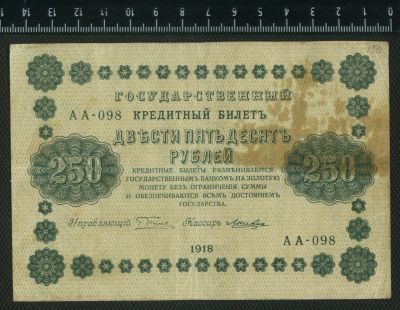 14 13 12 11 10 9 8 7 6 5 4 3 2 1 0
ГОСУДАРСТВЕННЫЙ
АА-098 КРЕДИТНЫЙ БИЛЕТЪ
ДВѢСТИ ПЯТЬДЕСЯТЪ
РУБЛЕЙ
250 250
КРЕДИТНЫЕ БИЛЕТЫ РАЗМѢНИВАЮТСЯ
ГОСУДАРСТВЕННЫМЪ БАНКОМЪ НА ЗОЛОТУЮ
МОНЕТУ БЕЗЪ ОГРАНИЧЕНІЯ СУММЫ
И ОБЕЗПЕЧИВАЮТСЯ ВСѢМЪ ДОСТОЯНІЕМЪ
ГОСУДАРСТВА.
Управляющій Кассиръ
1918
АА-098